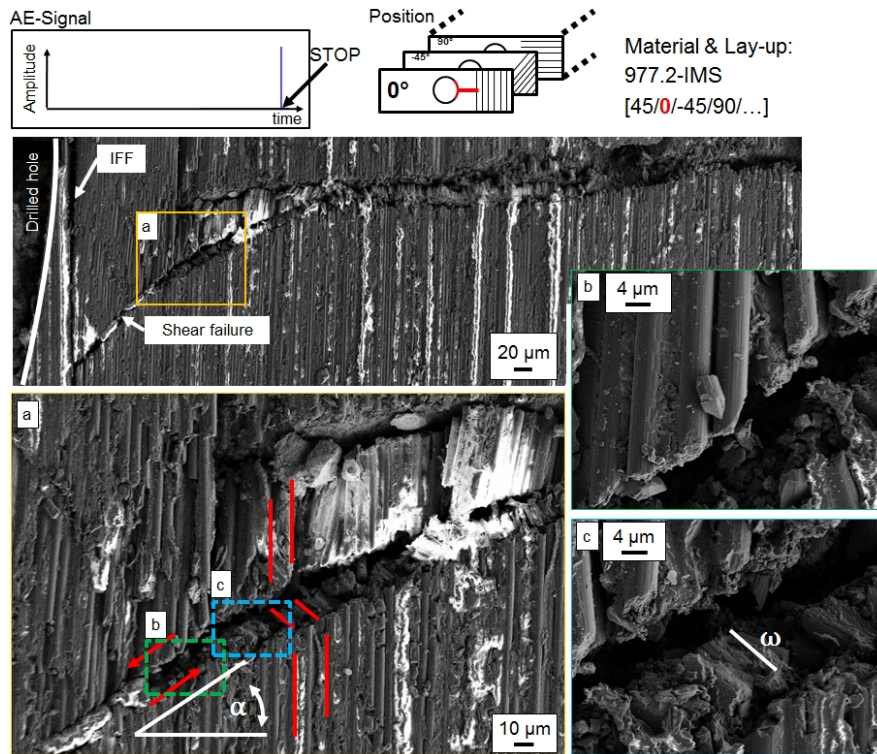 AE-Signal
Amplitude
STOP
time
Position
90°
-45°
0°
Material & Lay-up:
977.2-IMS
[45/0/-45/90/…]
Drilled hole
IFF
a
Shear failure
20 µm
b
4 µm
a
c
b
α
10 µm
c
4 µm
ω